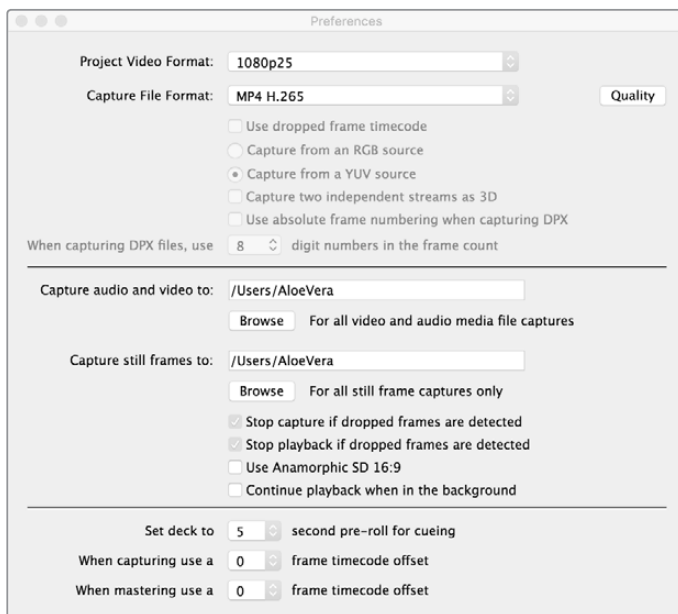 Preferences
Project Video Format: 1080p25
Capture File Format: MP4 H.265 Quality
Use dropped frame timecode
Capture from an RGB source
Capture from a YUV source
Capture two independent streams as 3D
Use absolute frame numbering when capturing DPX
When capturing DPX files, use 8 digit numbers in the frame count
Capture audio and video to: /Users/AloeVera
Browse For all video and audio media file captures
Capture still frames to: /Users/AloeVera
Browse For all still frame captures only
Stop capture if dropped frames are detected
Stop playback if dropped frames are detected
Use Anamorphic SD 16:9
Continue playback when in the background
Set deck to 5 second pre-roll for cueing
When capturing use a 0 frame timecode offset
When mastering use a 0 frame timecode offset